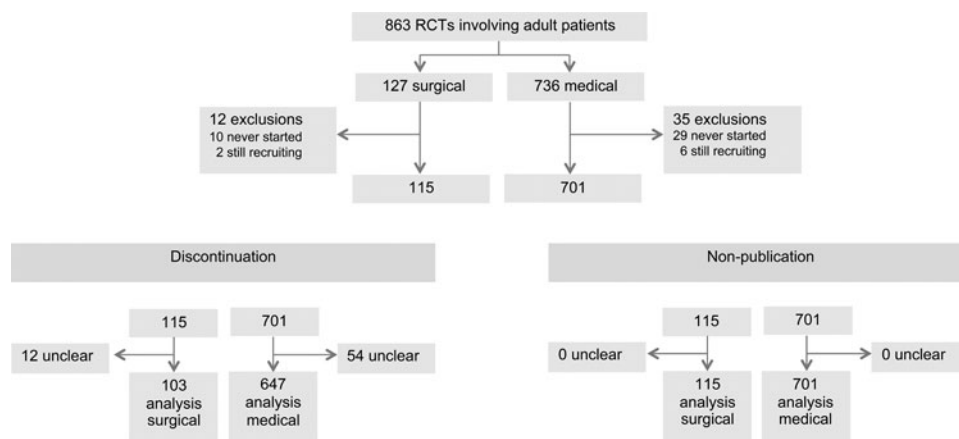 863 RCTs involving adult patients
127 surgical
736 medical
12 exclusions
10 never started
2 still recruiting
35 exclusions
29 never started
6 still recruiting
115
701
Discontinuation
Non-publication
115
701
12 unclear
54 unclear
103
analysis
surgical
647
analysis
medical
115
701
0 unclear
0 unclear
115
analysis
surgical
701
analysis
medical